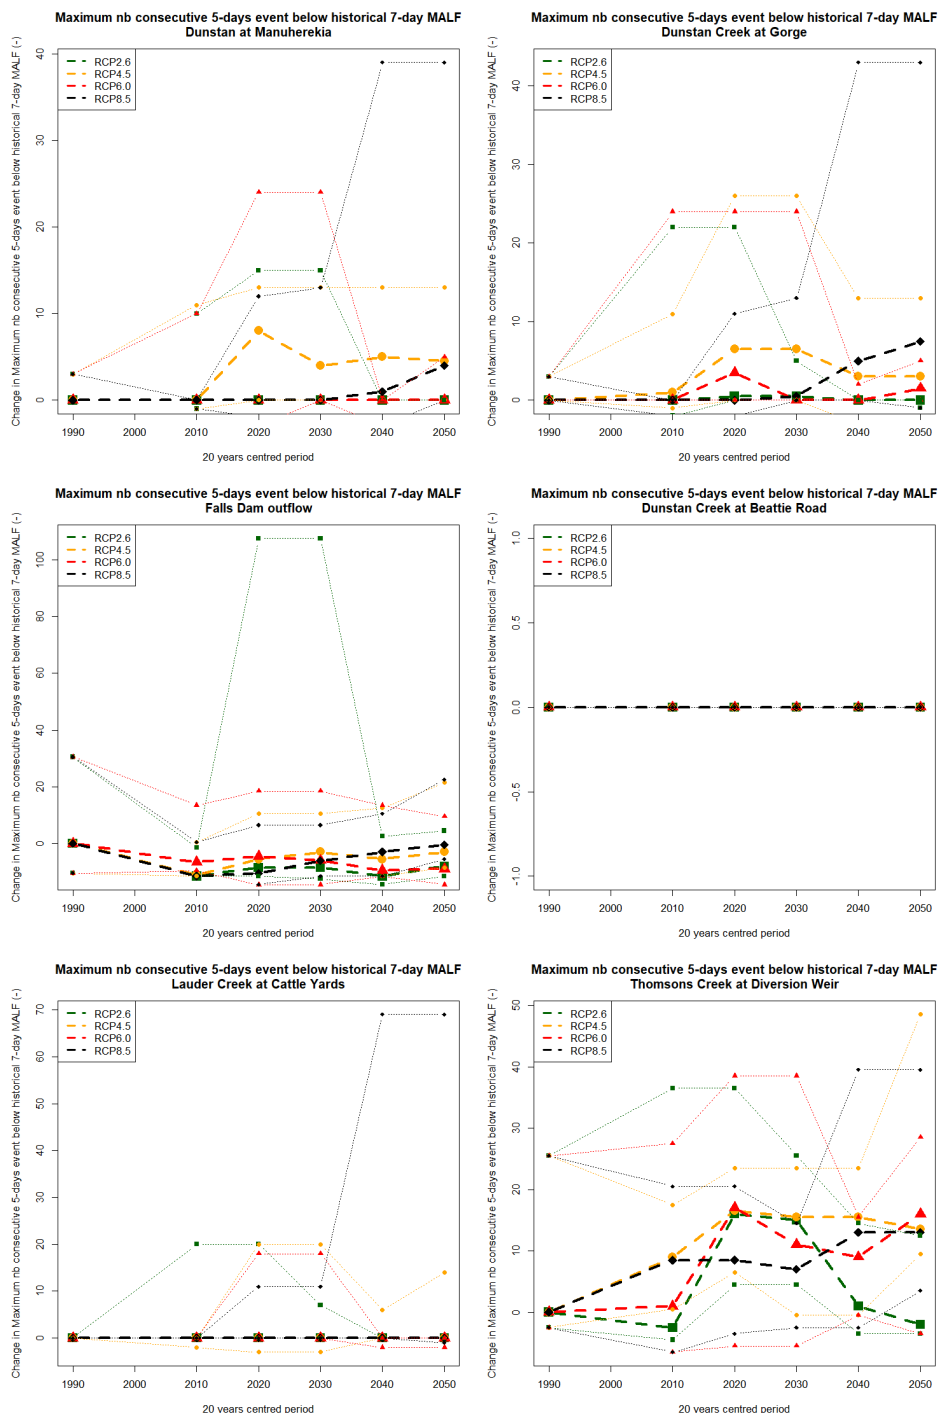 Maximum nb consecutive 5-days event below historical 7-day MALF
Dunstan at Manuherekia
Change in Maximum nb consecutive 5-days event below historical 7-day MALF (-)
40
30
20
10
0
RCP2.6
RCP4.5
RCP6.0
RCP8.5
1990 2000 2010 2020 2030 2040 2050
20 years centred period
Maximum nb consecutive 5-days event below historical 7-day MALF
Dunstan Creek at Gorge
Change in Maximum nb consecutive 5-days event below historical 7-day MALF (-)
40
30
20
10
0
RCP2.6
RCP4.5
RCP6.0
RCP8.5
1990 2000 2010 2020 2030 2040 2050
20 years centred period
Maximum nb consecutive 5-days event below historical 7-day MALF
Falls Dam outflow
Change in Maximum nb consecutive 5-days event below historical 7-day MALF (-)
100
80
60
40
20
0
RCP2.6
RCP4.5
RCP6.0
RCP8.5
1990 2000 2010 2020 2030 2040 2050
20 years centred period
Maximum nb consecutive 5-days event below historical 7-day MALF
Dunstan Creek at Beattie Road
Change in Maximum nb consecutive 5-days event below historical 7-day MALF (-)
1.0
0.5
0.0
-0.5
-1.0
RCP2.6
RCP4.5
RCP6.0
RCP8.5
1990 2000 2010 2020 2030 2040 2050
20 years centred period
Maximum nb consecutive 5-days event below historical 7-day MALF
Lauder Creek at Cattle Yards
Change in Maximum nb consecutive 5-days event below historical 7-day MALF (-)
70
60
50
40
30
20
10
0
RCP2.6
RCP4.5
RCP6.0
RCP8.5
1990 2000 2010 2020 2030 2040 2050
20 years centred period
Maximum nb consecutive 5-days event below historical 7-day MALF
Thomsons Creek at Diversion Weir
Change in Maximum nb consecutive 5-days event below historical 7-day MALF (-)
50
40
30
20
10
0
RCP2.6
RCP4.5
RCP6.0
RCP8.5
1990 2000 2010 2020 2030 2040 2050
20 years centred period